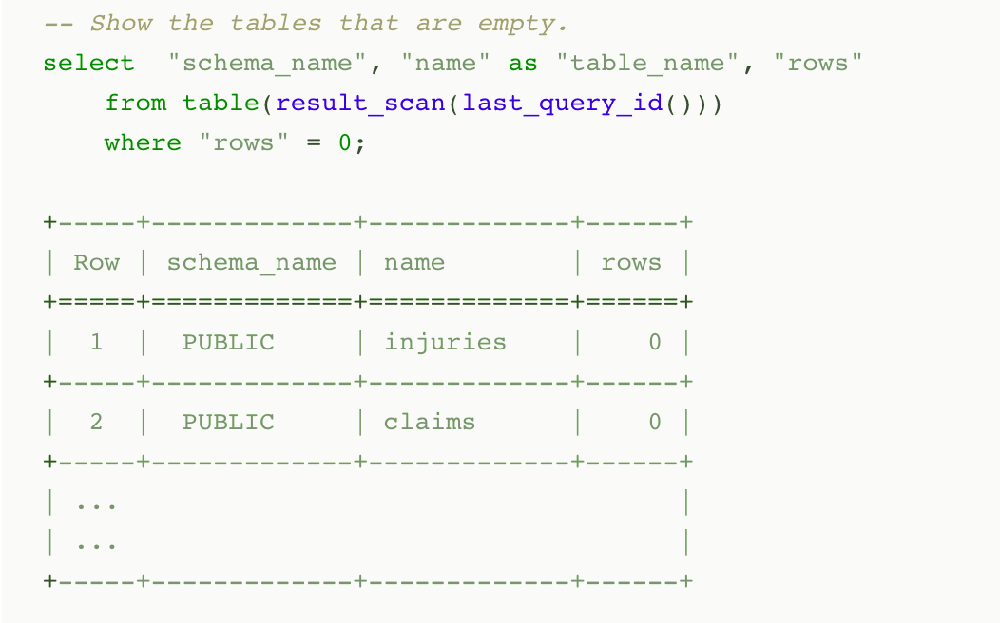 -- Show the tables that are empty.
select  "schema_name", "name" as "table_name", "rows"
    from table(result_scan(last_query_id()))
    where "rows" = 0;

+-----+-------------+-------------+------+
| Row | schema_name | name        | rows |
+=====+=============+=============+======+
|  1  |  PUBLIC     | injuries    |    0 |
+-----+-------------+-------------+------+
|  2  |  PUBLIC     | claims      |    0 |
+-----+-------------+-------------+------+
| ...                                    |
| ...                                    |
+-----+-------------+-------------+------+